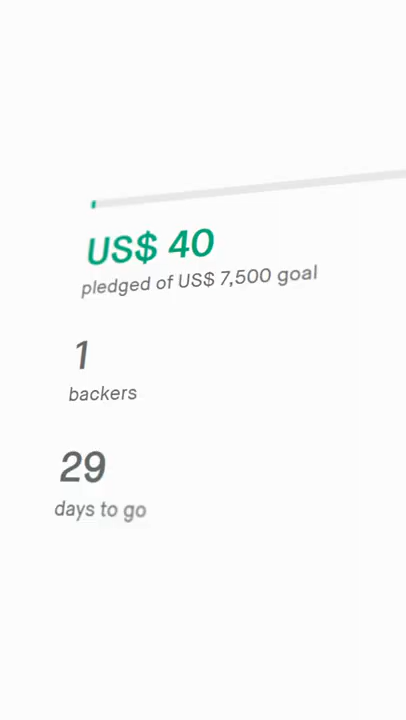 US$ 40
pledged of US$ 7,500 goal
1
backers
29
days to go